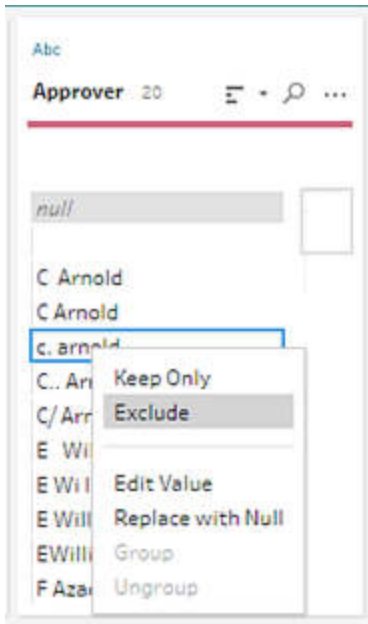 Abc
Approver 20
null
C Arnold
C Arnold
c. arnold
C.. Ar
Keep Only
C/ Arr
Exclude
E Wi
E Wi l
Edit Value
E Will
Replace with Null
EWilli
Group
F Aza
Ungroup